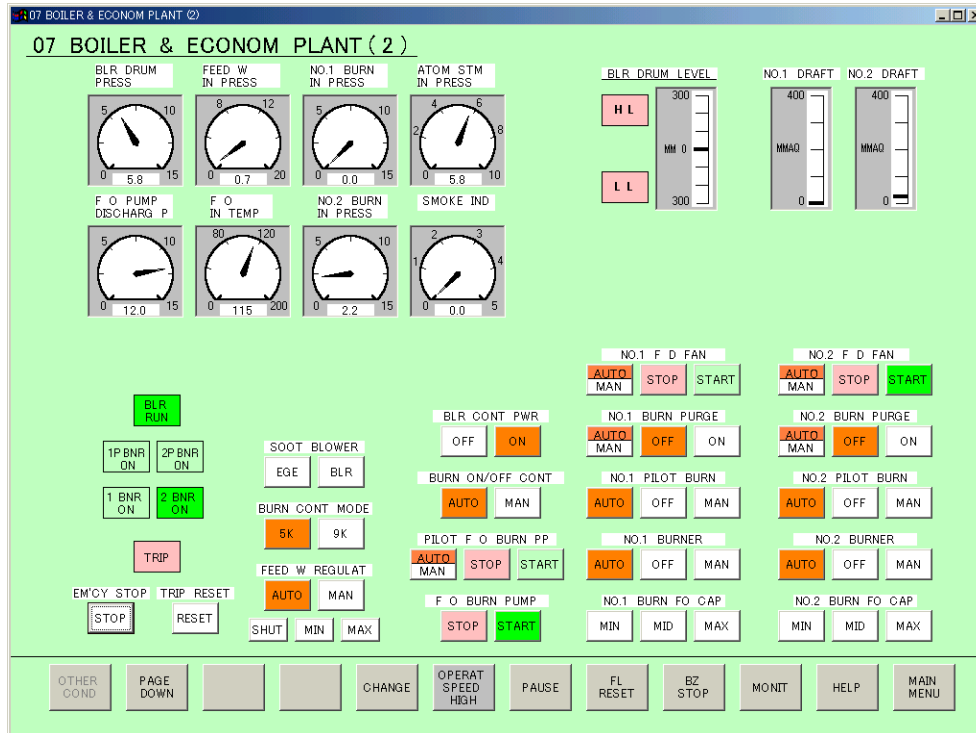 07 BOILER & ECONOM PLANT (2)
07 BOILER & ECONOM PLANT ( 2 )
BLR DRUM
PRESS
FEED W
IN PRESS
NO.1 BURN
IN PRESS
ATOM STM
IN PRESS
BLR DRUM LEVEL
NO.1 DRAFT
NO.2 DRAFT
0 5 10 15
5.8
0 8 12 20
0.7
0 5 10 15
0.0
0 2 4 6 8 10
5.8
H L
L L
300
MM 0
300
400
MMAQ
0
400
MMAQ
0
F O PUMP
DISCHARG P
F O
IN TEMP
NO.2 BURN
IN PRESS
SMOKE IND
0 5 10 15
12.0
0 80 120 200
115
0 5 10 15
2.2
0 1 2 3 4 5
0.0
NO.1 F D FAN
AUTO
MAN
STOP
START
NO.2 F D FAN
AUTO
MAN
STOP
START
BLR
RUN
1P BNR
ON
2P BNR
ON
1 BNR
ON
2 BNR
ON
TRIP
EM'CY STOP
STOP
TRIP RESET
RESET
SOOT BLOWER
EGE
BLR
BURN CONT MODE
5K
9K
FEED W REGULAT
AUTO
MAN
SHUT
MIN
MAX
BLR CONT PWR
OFF
ON
BURN ON/OFF CONT
AUTO
MAN
PILOT F O BURN PP
AUTO
MAN
STOP
START
F O BURN PUMP
STOP
START
NO.1 BURN PURGE
AUTO
MAN
OFF
ON
NO.1 PILOT BURN
AUTO
OFF
MAN
NO.1 BURNER
AUTO
OFF
MAN
NO.1 BURN FO CAP
MIN
MID
MAX
NO.2 BURN PURGE
AUTO
MAN
OFF
ON
NO.2 PILOT BURN
AUTO
OFF
MAN
NO.2 BURNER
AUTO
OFF
MAN
NO.2 BURN FO CAP
MIN
MID
MAX
OTHER
COND
PAGE
DOWN
CHANGE
OPERAT
SPEED
HIGH
PAUSE
FL
RESET
BZ
STOP
MONIT
HELP
MAIN
MENU